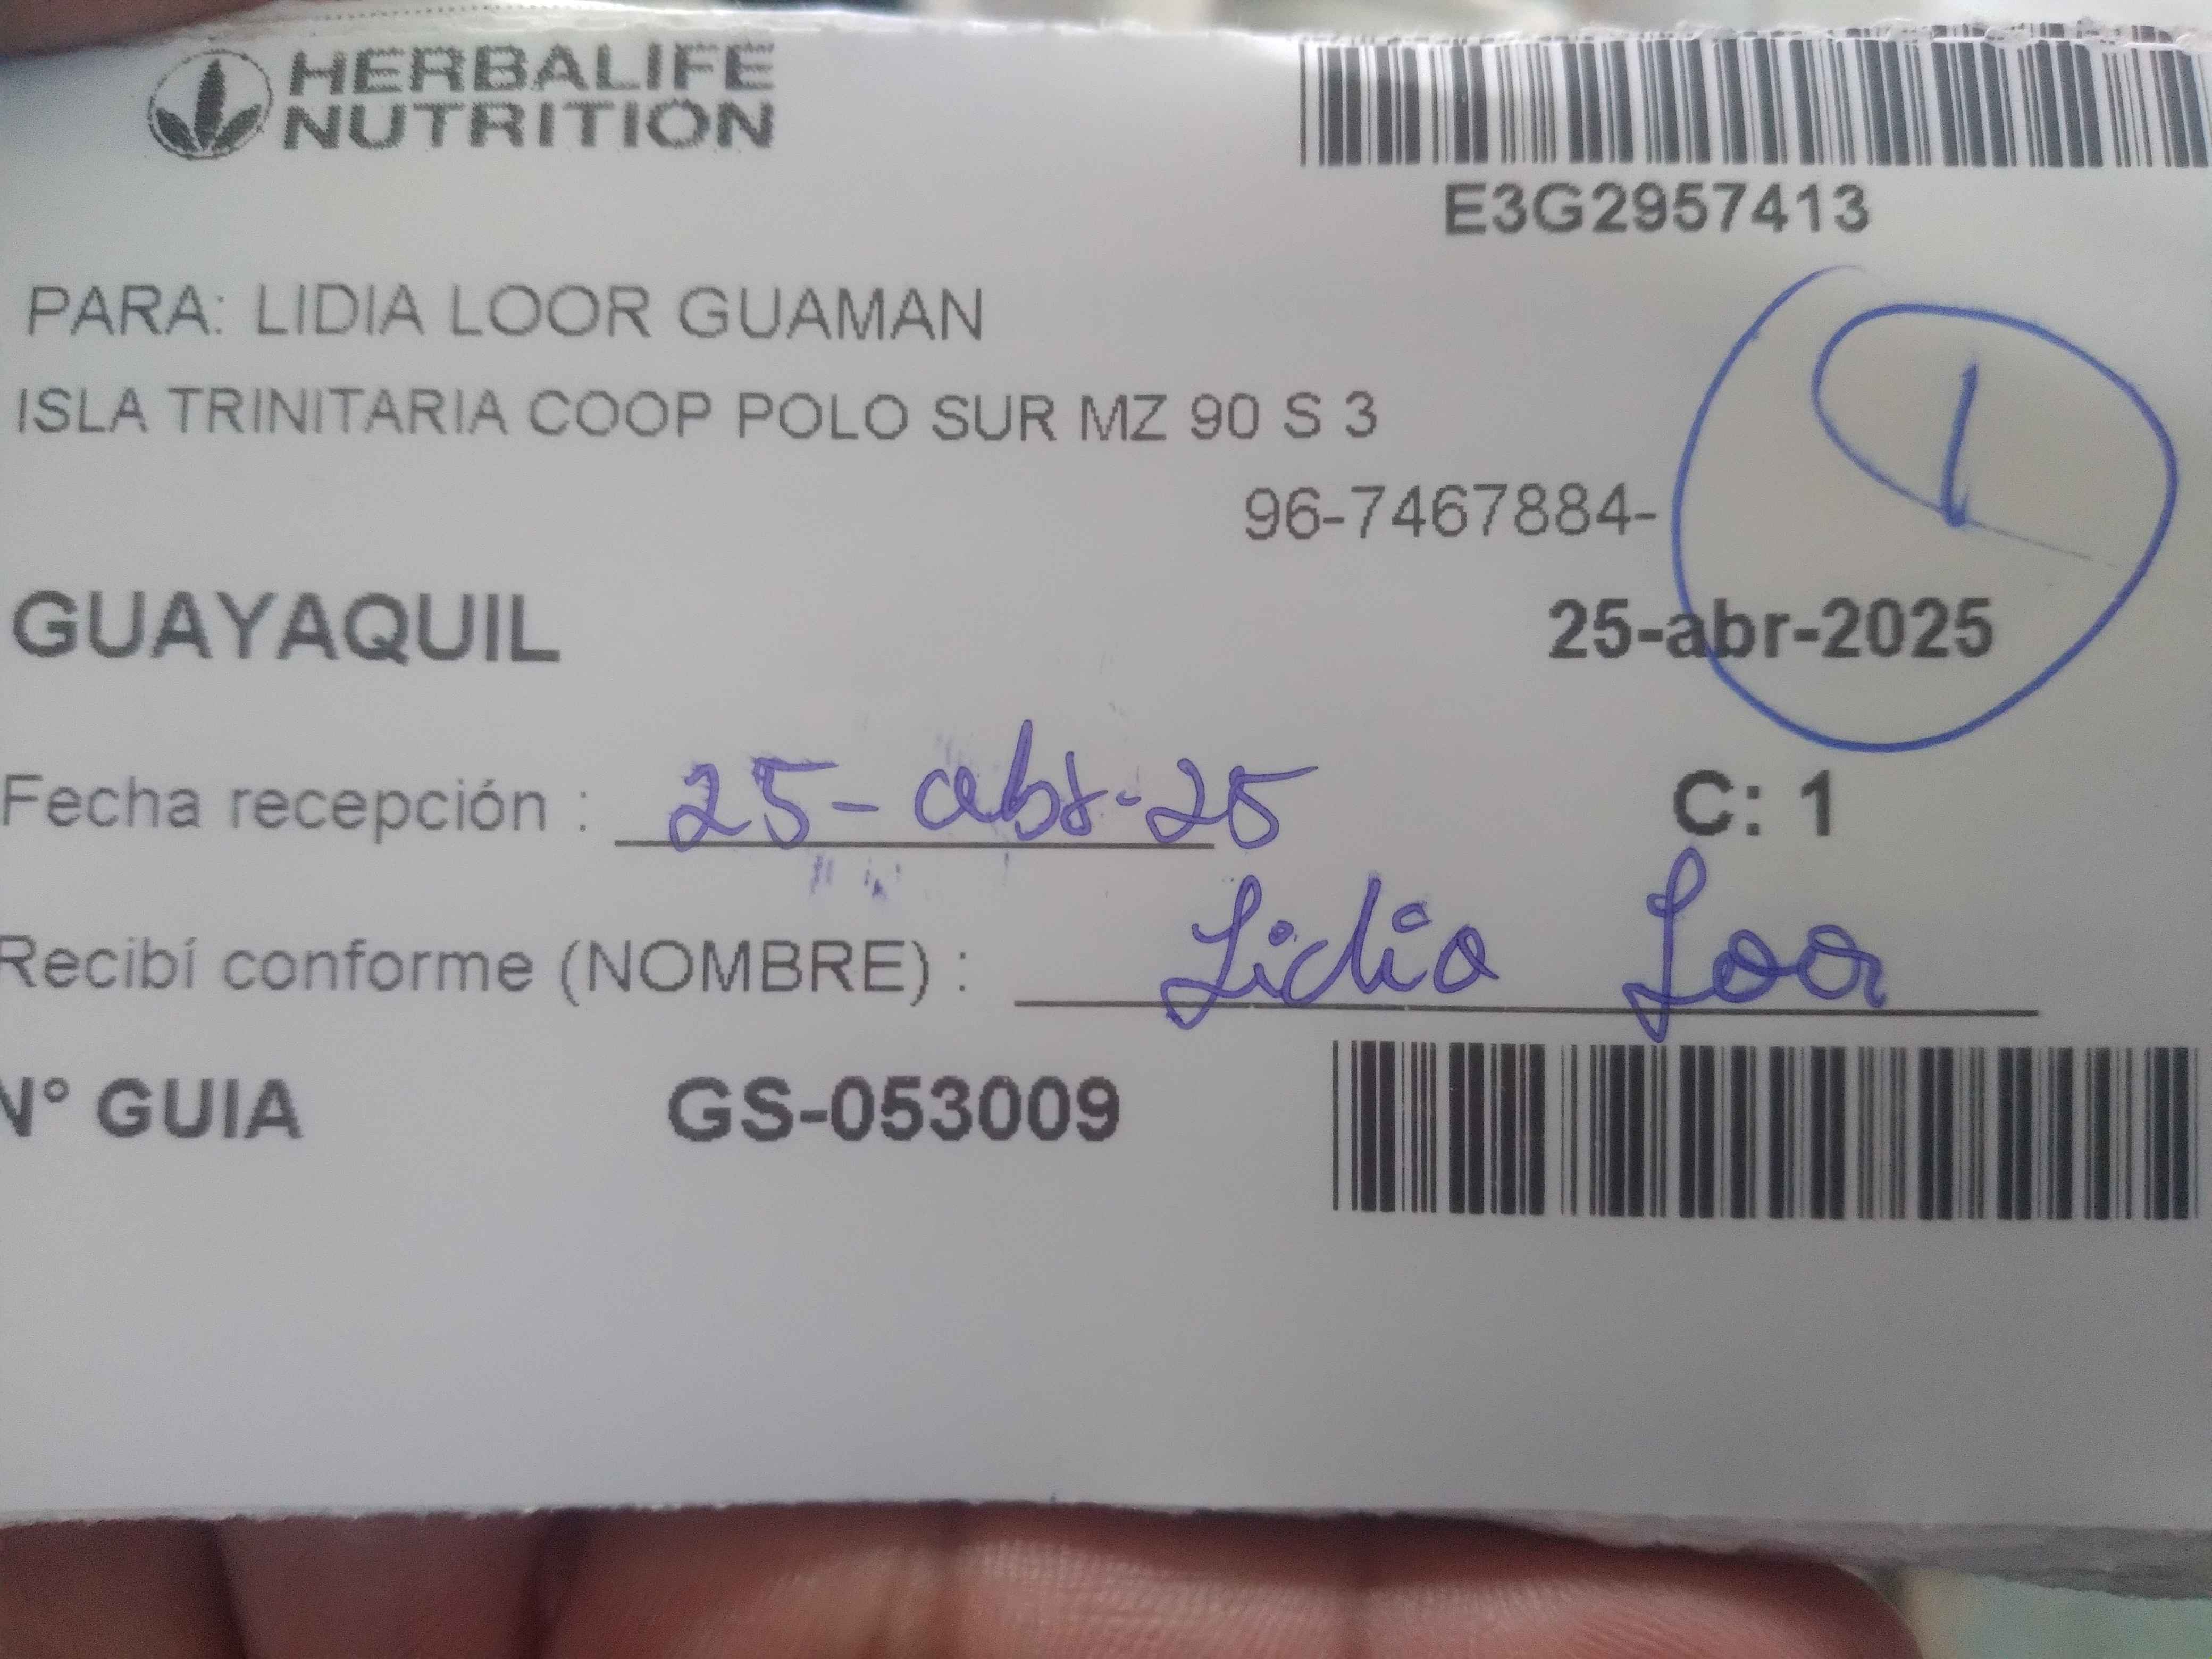 HERBALIFE
NUTRITION
E3G2957413
PARA: LIDIA LOOR GUAMAN
ISLA TRINITARIA COOP POLO SUR MZ 90 S 3
1
96-7467884-
GUAYAQUIL 25-abr-2025
Fecha recepción : 25-abr-25 C: 1
Recibí conforme (NOMBRE) : Lidia Loor
N° GUIA GS-053009